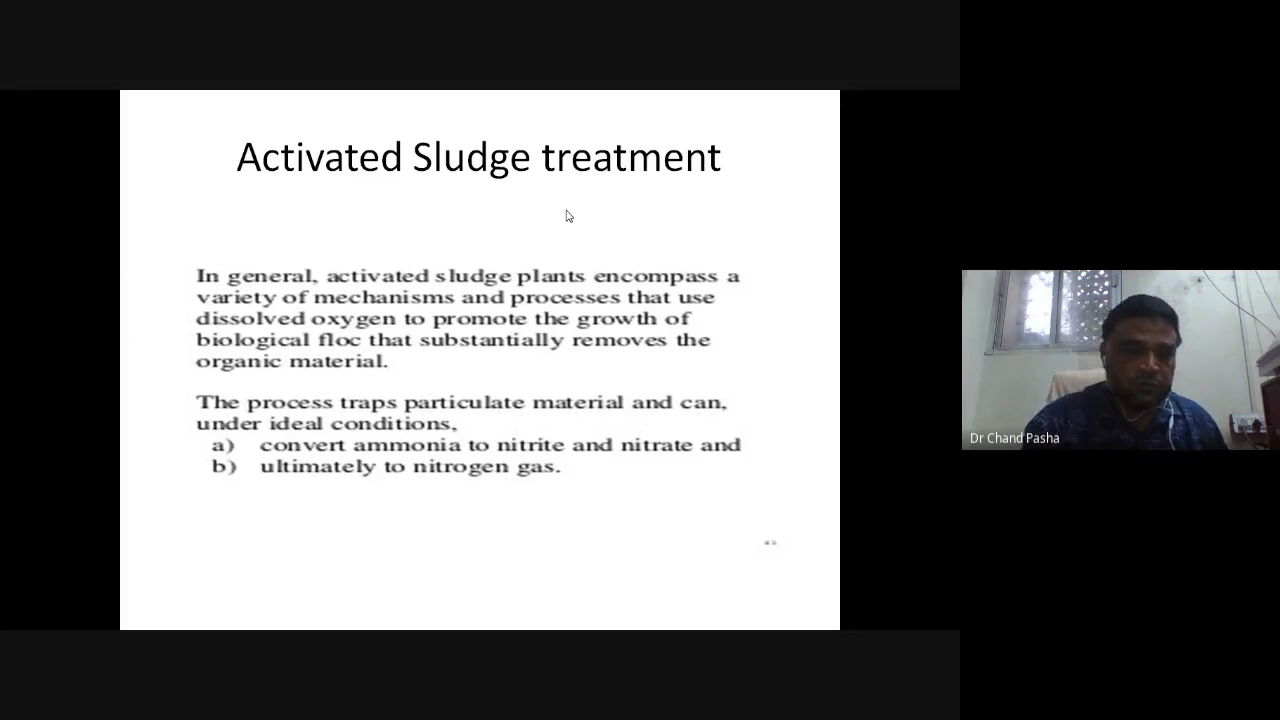 Activated Sludge treatment
In general, activated sludge plants encompass a
variety of mechanisms and processes that use
dissolved oxygen to promote the growth of
biological floc that substantially removes the
organic material.
The process traps particulate material and can,
under ideal conditions,
a) convert ammonia to nitrite and nitrate and
b) ultimately to nitrogen gas.
Dr Chand Pasha